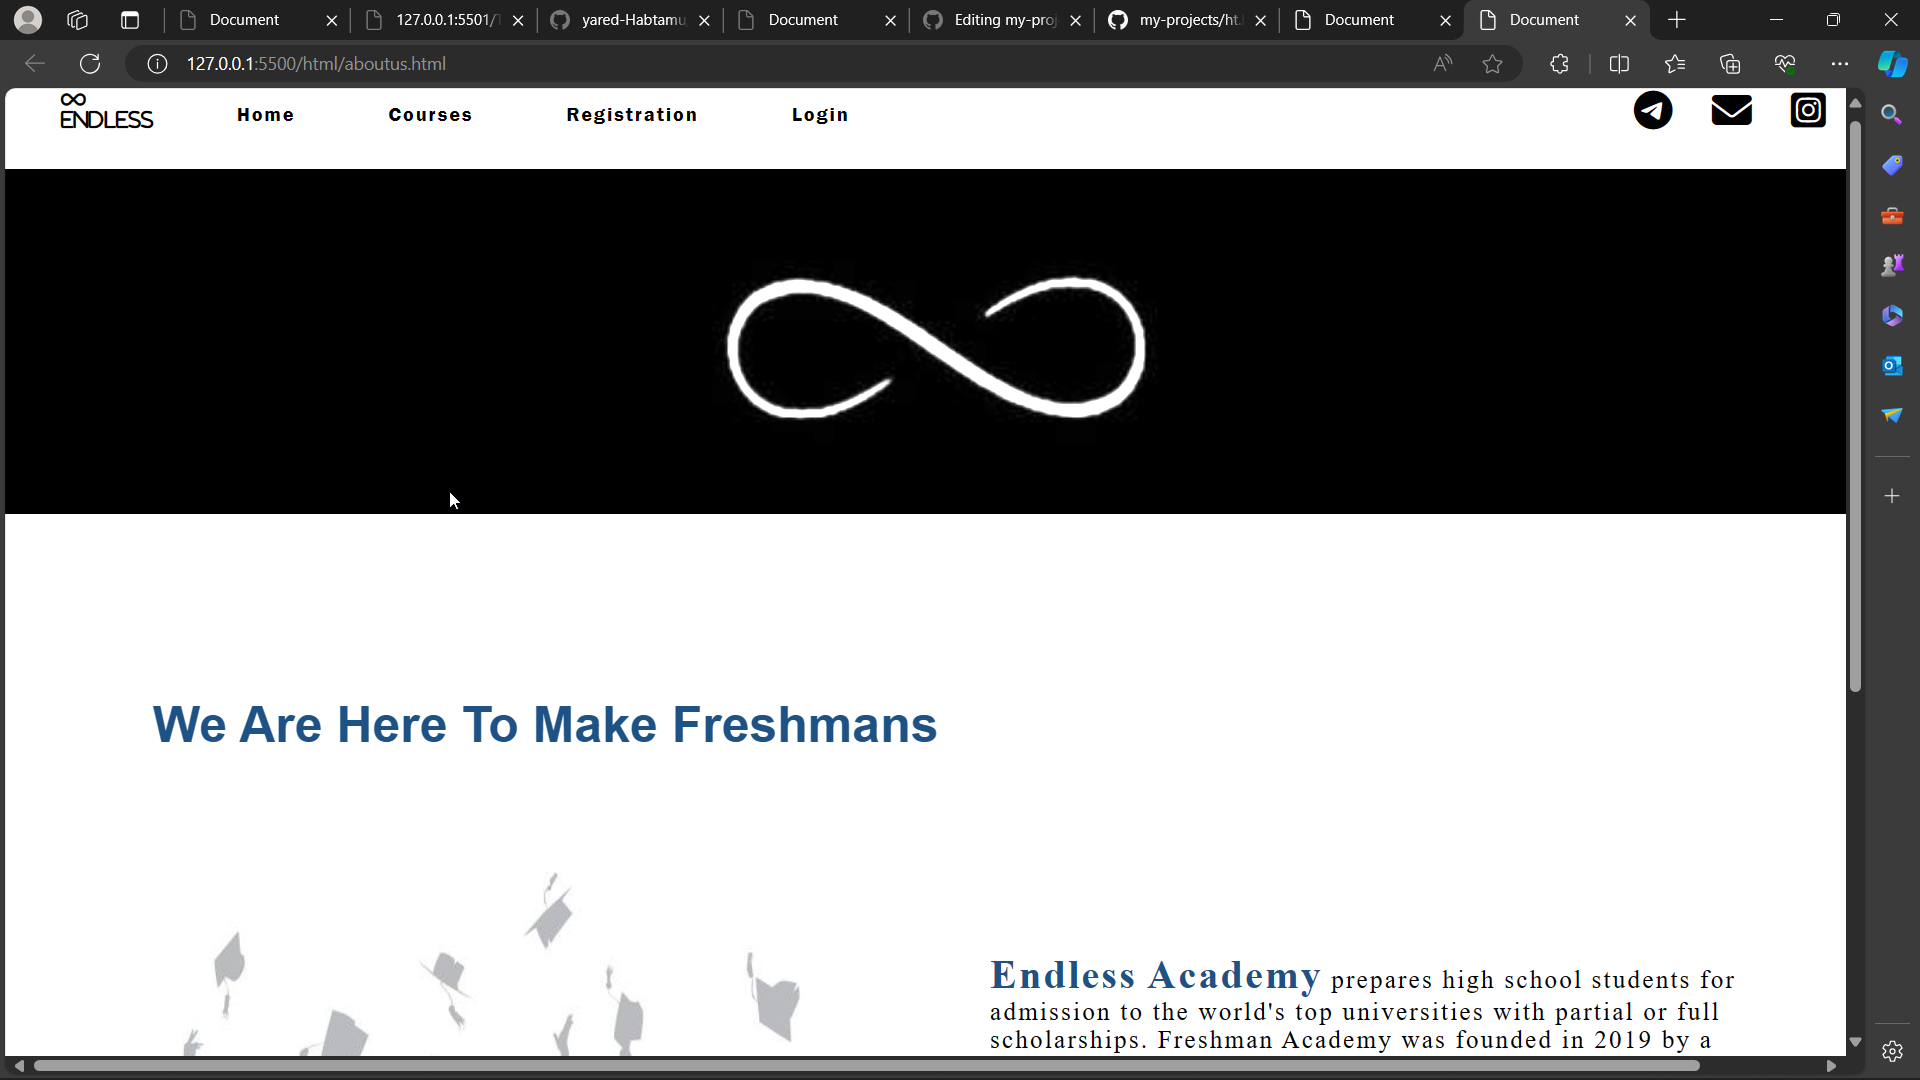 Document
127.0.0.1:5501/
yared-Habtamu
Document
Editing my-proj
my-projects/ht
Document
Document
127.0.0.1:5500/html/aboutus.html
ENDLESS
Home
Courses
Registration
Login
We Are Here To Make Freshmans
Endless Academy prepares high school students for
admission to the world's top universities with partial or full
scholarships. Freshman Academy was founded in 2019 by a